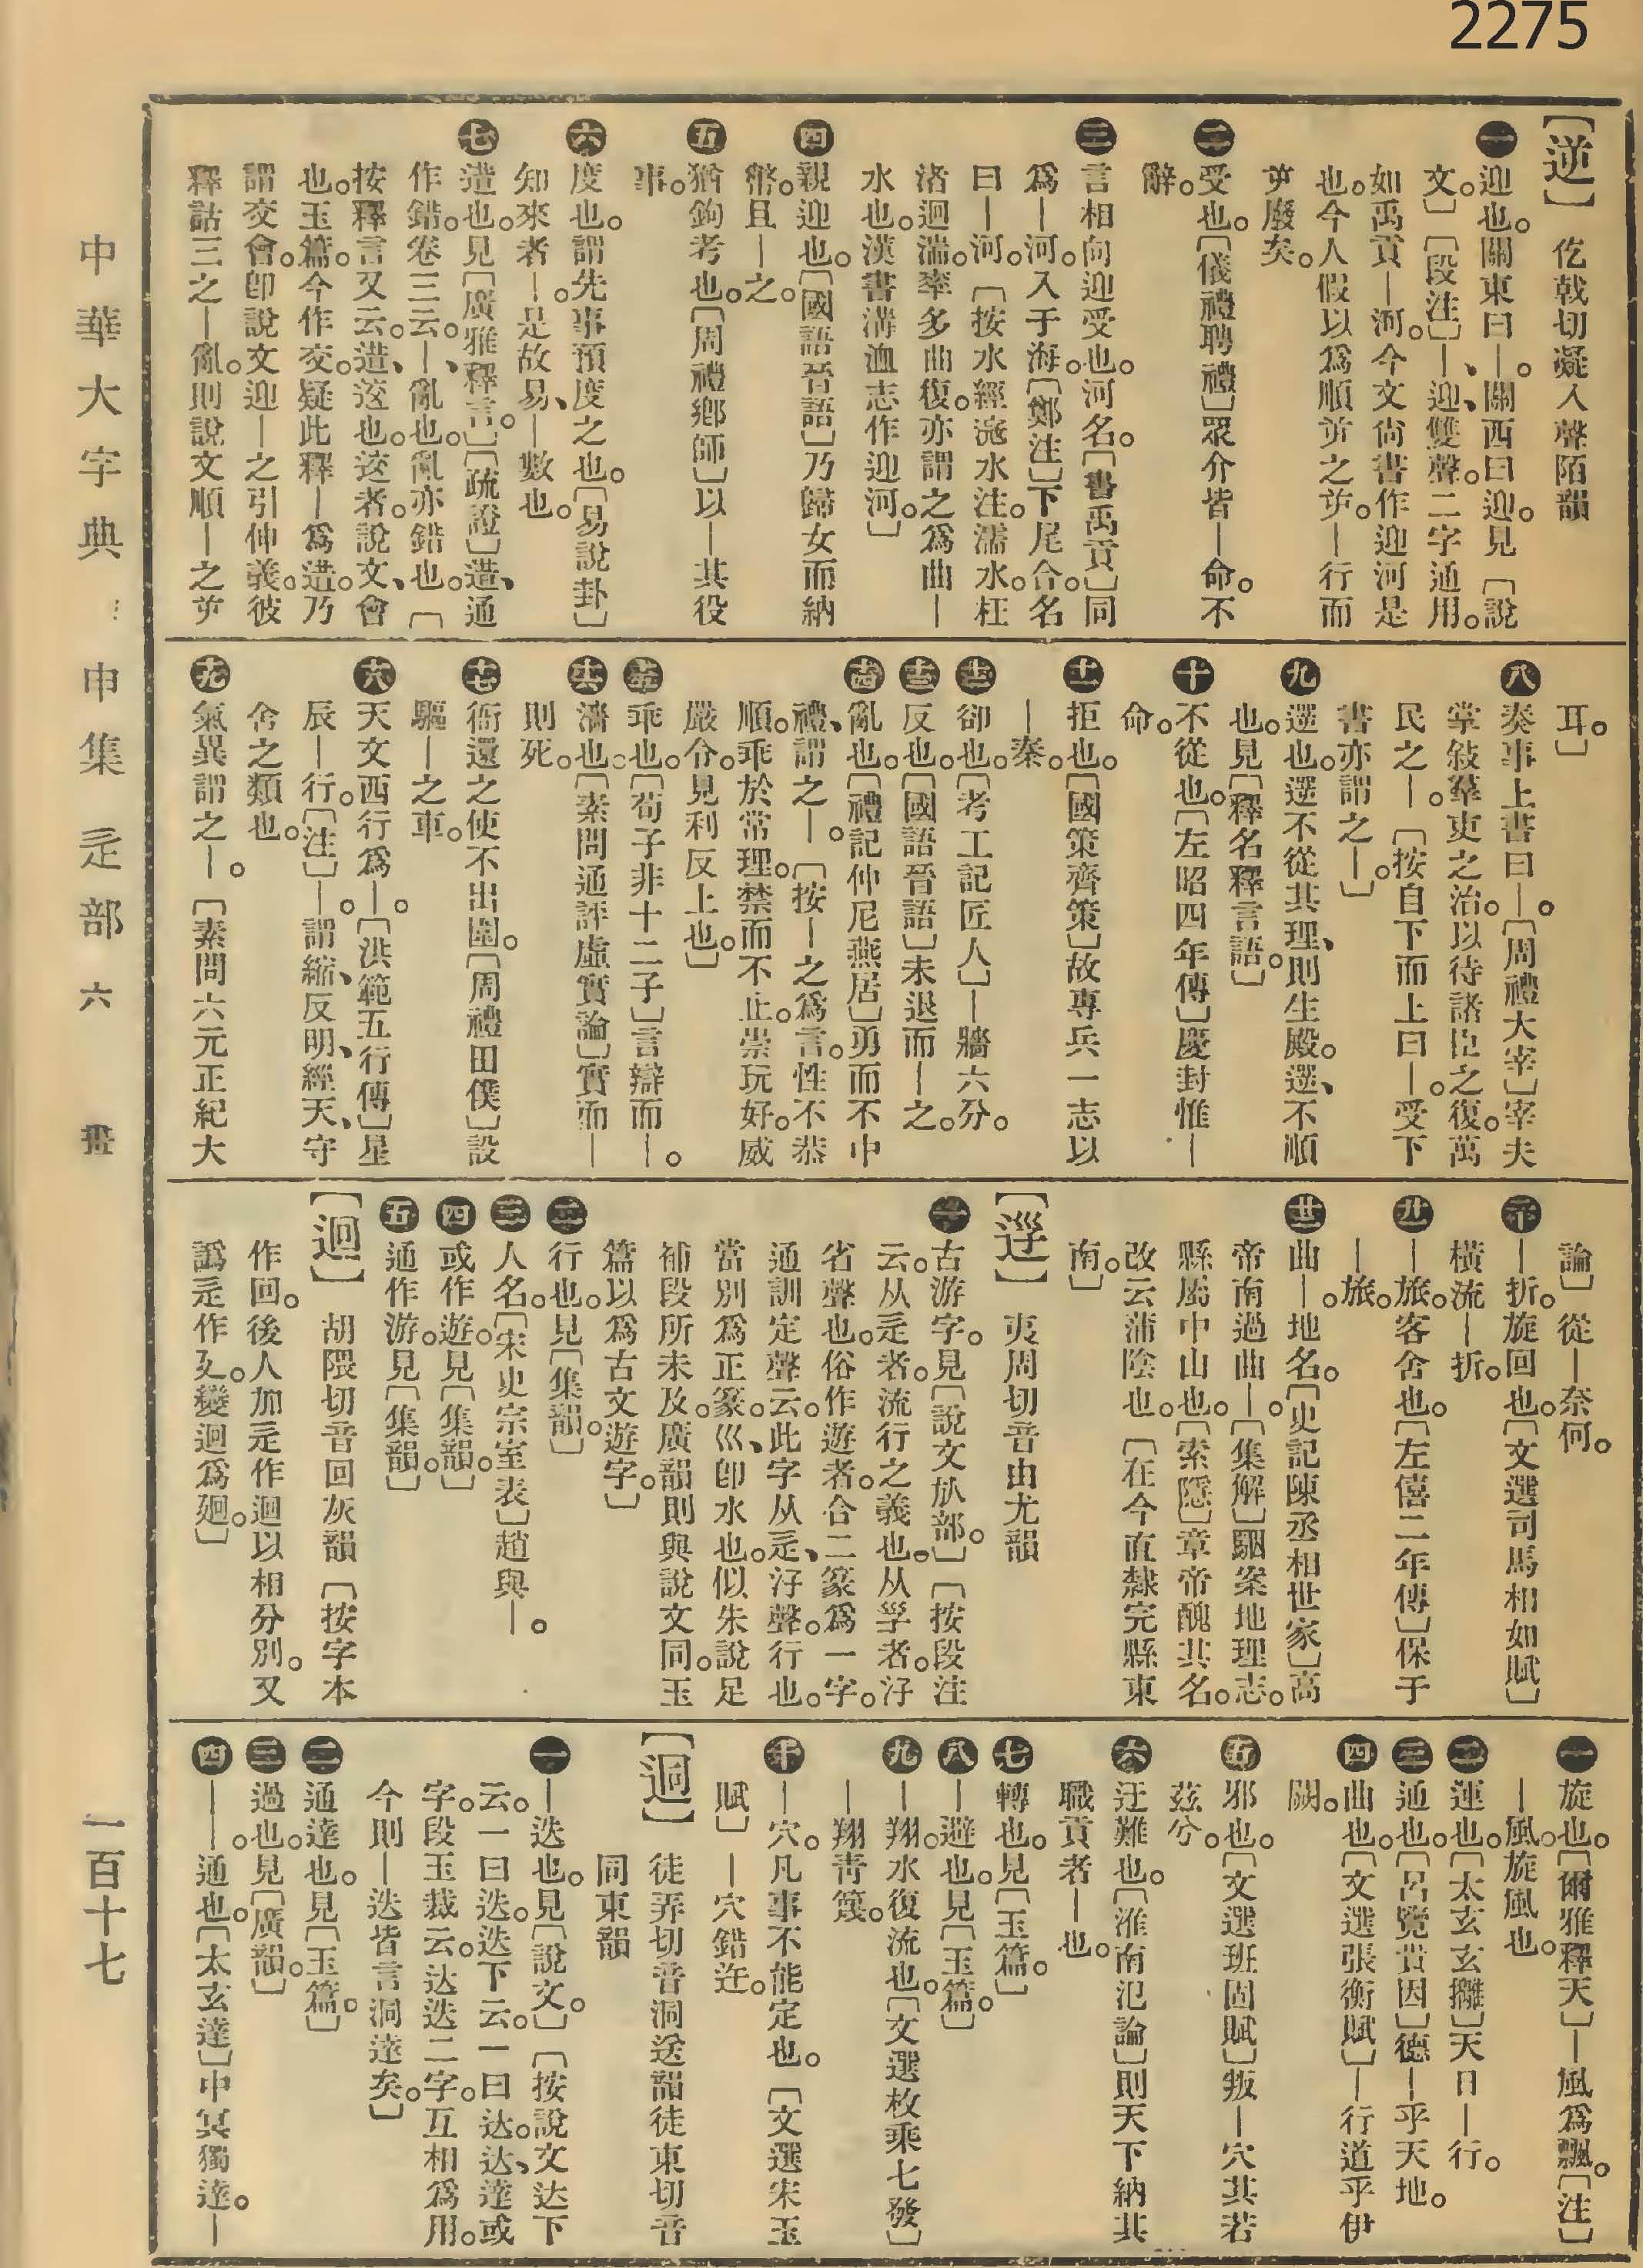 2275
【逆】 仡戟切凝入聲陌韻
㊀迎也。關東曰｜。關西曰迎。見〔說
文。〕〔段注〕｜、迎、雙聲。二字通用。
如禹貢｜河。今文尙書作迎河是
也。今人假以爲順屰之屰。｜行而
屰廢矣。
㊁受也。〔儀禮聘禮〕眾介皆｜命。不
辭。
㊂言相向迎受也。河名。〔書禹貢〕同
爲｜河。入于海。〔鄭注〕下尾合。名
曰｜河。〔按水經㶟水注。濡水。枉
渚迴湍。率多曲復。亦謂之爲曲｜
水也。漢書溝洫志作迎河。〕
㊃親迎也。〔國語晉語〕乃歸女而納
幣。且｜之。
㊄猶鉤考也。〔周禮鄕師〕以｜其役
事。
㊅度也。謂先事預度之也。〔易說卦〕
知來者｜。是故易、｜數也。
㊆䢒也。見〔廣雅釋言。〕〔疏證〕䢒、通
作錯。卷三云。｜、亂也。亂亦錯也。〔
按釋言又云。䢒、这也。这者。說文、會
也。玉篇。今作交。疑此釋｜爲䢒。乃
謂交會。卽說文迎｜之引伸義。彼
釋詁三之｜亂。則說文順｜之屰
耳。〕
㊇奏事上書曰｜。〔周禮大宰〕宰夫
掌敍羣吏之治。以待諸臣之復。萬
民之｜。〔按自下而上曰｜。受下
書亦謂之｜。〕
㊈遻也。遻不從其理、則生殿。遻、不順
也。見〔釋名釋言語。〕
㊉不從也。〔左昭四年傳〕慶封惟｜
命。
十一拒也。〔國策齊策〕故專兵一志以
｜秦。
十二卻也。〔考工記匠人〕｜牆六分。
十三反也。〔國語晉語〕未退而｜之。
十四亂也。〔禮記仲尼燕居〕勇而不中
禮、謂之｜。〔按｜之爲言。性不恭
順。乖於常理。禁而不止。崇玩好。威
嚴令。見利反上也。〕
十五乖也。〔荀子非十二子〕言辯而｜。
十六濇也。〔素問通評虛實論〕實而｜
則死。
十七衙還之使不出圍。〔周禮田僕〕設
驅｜之車。
十八天文西行爲｜。〔洪範五行傳〕星
辰｜行。〔注〕｜。謂縮、反明、經天、守
舍之類也。
十九氣異謂之｜。〔素問六元正紀大
論〕從｜奈何。
二十｜折。旋回也。〔文選司馬相如賦〕
橫流｜折。
廿一｜旅。客舍也。〔左僖二年傳〕保于
｜旅。
廿二曲｜。地名。〔史記陳丞相世家〕高
帝南過曲｜。〔集解〕駰案地理志。
縣屬中山也。〔索隱〕章帝醜其名。
改云蒲陰也。〔在今直隸完縣東
南。〕
【逕】 夷周切音由尤韻
㊀古游字。見〔說文㫃部。〕〔按段注
云。从辵者。流行之義也。从㝊者。汓
省聲也。俗作遊者。合二篆爲一字。
通訓定聲云。此字从辵、汓聲。行也。
當別爲正篆。巛、卽水也。似朱說足
補段所未及。廣韻則與說文同。玉
篇以爲古文遊字。〕
㊁行也。見〔集韻。〕
㊂人名。〔宋史宗室表〕趙與｜。
㊃或作遊。見〔集韻。〕
㊄通作游。見〔集韻。〕
【迴】 胡隈切音回灰韻 〔按字本
作回。後人加辵作迴以相分別。又
譌辵作廴。變迴爲廻。〕
㊀旋也。〔爾雅釋天〕｜風爲飄。〔注〕
｜風。旋風也。
㊁運也。〔太玄玄攡〕天日｜行。
㊂通也。〔呂覽貴因〕德｜乎天地。
㊃曲也。〔文選張衡賦〕｜行道乎伊
闕。
㊄邪也。〔文選班固賦〕叛｜穴其若
茲兮。
㊅迂難也。〔淮南氾論〕則天下納其
職貢者｜也。
㊆轉也。見〔玉篇。〕
㊇｜避也。見〔玉篇。〕
㊈｜翔。水復流也。〔文選枚乘七發〕
｜翔靑篾。
㊉｜穴。凡事不能定也。〔文選宋玉
賦〕｜穴錯迕。
【迵】 徒弄切音洞送韻徒東切音
同東韻
㊀｜迭也。見〔說文。〕〔按說文达下
云。一曰迭。迭下云。一曰达。达、達或
字。段玉裁云。达迭二字。互相爲用。
今則｜迭皆言洞達矣。〕
㊁通達也。見〔玉篇。〕
㊂過也。見〔廣韻。〕
㊃｜｜。通也。〔太玄達〕中冥獨達。｜
中華大字典 申集 辵部 六畫 一百十七